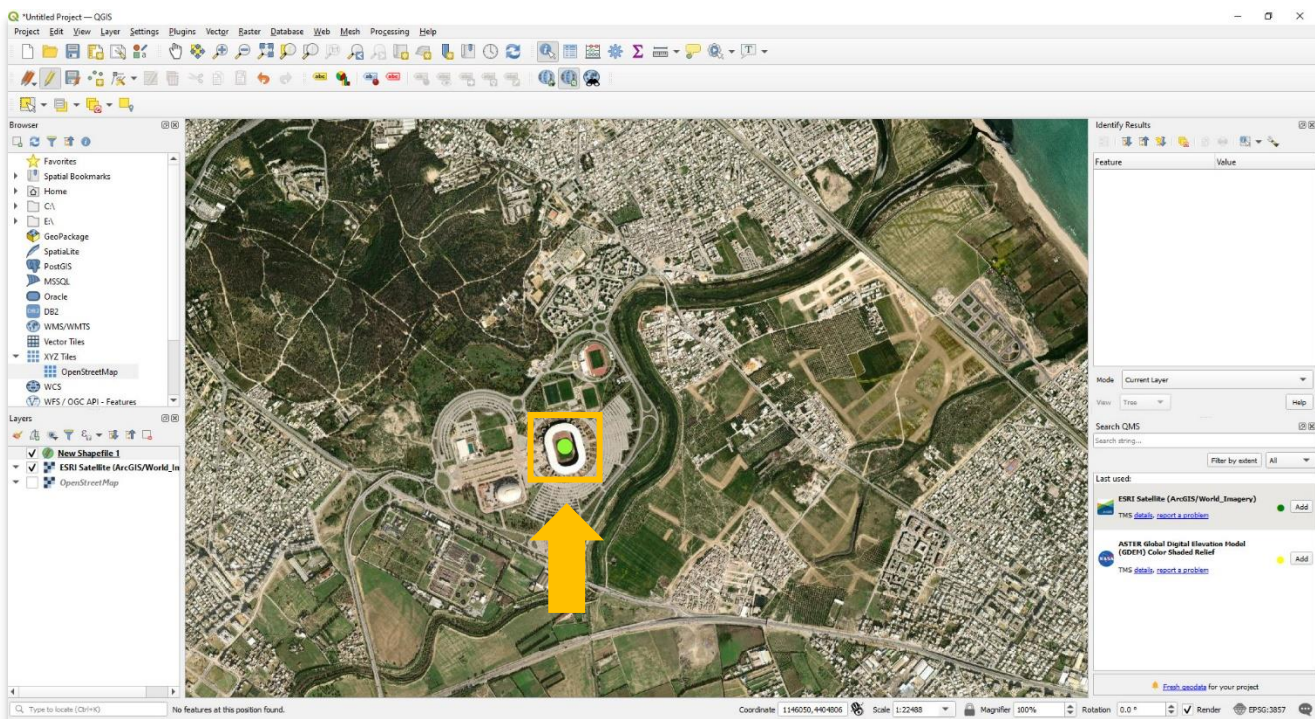 *Untitled Project — QGIS
Project Edit View Layer Settings Plugins Vector Raster Database Web Mesh Processing Help
Browser
Favorites
Spatial Bookmarks
Home
C:\
E:\
GeoPackage
SpatiaLite
PostGIS
MSSQL
Oracle
DB2
WMS/WMTS
Vector Tiles
XYZ Tiles
OpenStreetMap
WCS
WFS / OGC API - Features
Layers
New Shapefile 1
ESRI Satellite (ArcGIS/World_In
OpenStreetMap
Identify Results
Feature Value
Mode Current Layer
View Tree Help
Search QMS
Search string...
Filter by extent All
Last used:
ESRI Satellite (ArcGIS/World_Imagery)
TMS details, report a problem
Add
ASTER Global Digital Elevation Model
(GDEM) Color Shaded Relief
TMS details, report a problem
Add
Fresh geodata for your project
Type to locate (Ctrl+K) No features at this position found. Coordinate 1146050,4404806 Scale 1:22488 Magnifier 100% Rotation 0.0 ° Render EPSG:3857